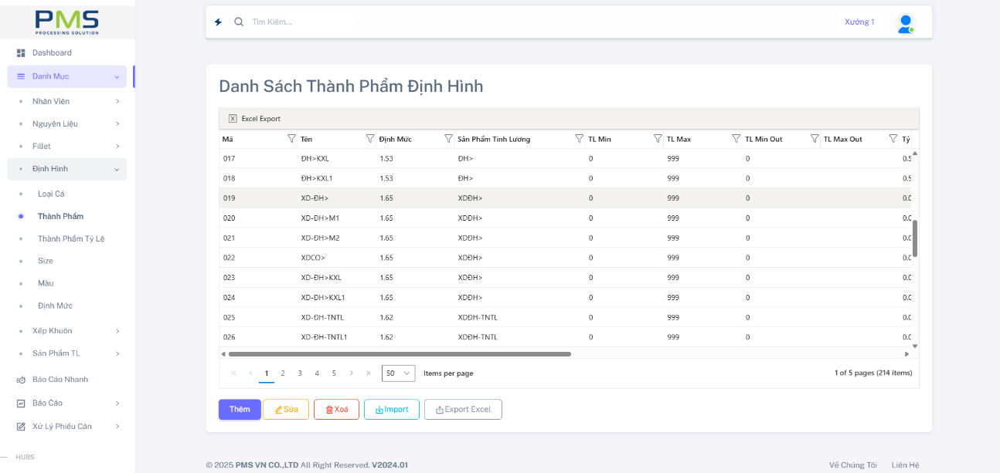 PMS
PROCESSING SOLUTION
Dashboard
Danh Mục
Nhân Viên
Nguyên Liệu
Fillet
Định Hình
Loại Cá
Thành Phẩm
Thành Phẩm Tỷ Lệ
Size
Màu
Định Mức
Xếp Khuôn
Sản Phẩm TL
Báo Cáo Nhanh
Báo Cáo
Xử Lý Phiếu Cân
HUBS
Tìm Kiếm...
Xưởng 1
Danh Sách Thành Phẩm Định Hình
Excel Export
Mã Tên Định Mức Sản Phẩm Tính Lương TL Min TL Max TL Min Out TL Max Out Tỷ
017 ĐH>KXL 1.53 ĐH> 0 999 0 0.5
018 ĐH>KXL1 1.53 ĐH> 0 999 0 0.5
019 XD-ĐH> 1.65 XDĐH> 0 999 0 0.0
020 XD-ĐH>M1 1.65 XDĐH> 0 999 0 0.0
021 XD-ĐH>M2 1.65 XDĐH> 0 999 0 0.0
022 XDCO> 1.65 XDĐH> 0 999 0 0.0
023 XD-ĐH>KXL 1.65 XDĐH> 0 999 0 0.0
024 XD-ĐH>KXL1 1.65 XDĐH> 0 999 0 0.0
025 XD-ĐH-TNTL 1.62 XDĐH-TNTL 0 999 0 0.0
026 XD-ĐH-TNTL1 1.62 XDĐH-TNTL 0 999 0 0.0
1 2 3 4 5 50 Items per page 1 of 5 pages (214 items)
Thêm Sửa Xoá Import Export Excel
© 2025 PMS VN CO.,LTD All Right Reserved. V2024.01 Về Chúng Tôi Liên Hệ